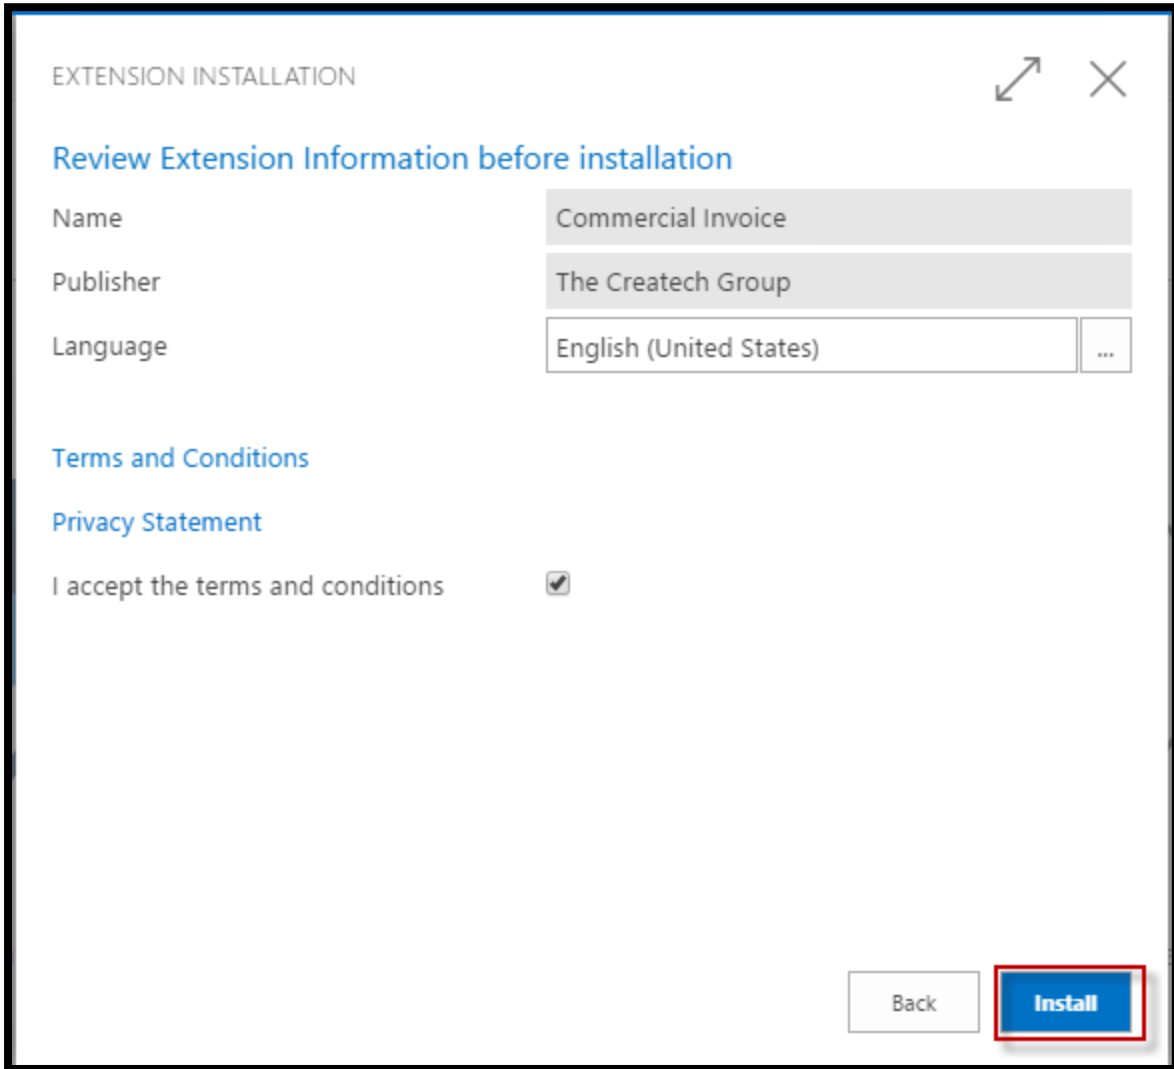 EXTENSION INSTALLATION
Review Extension Information before installation
Name Commercial Invoice
Publisher The Createch Group
Language English (United States) ...
Terms and Conditions
Privacy Statement
I accept the terms and conditions
Back Install